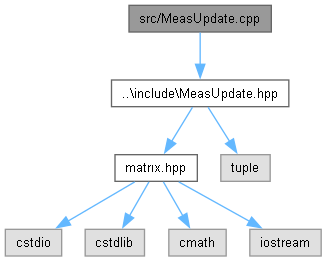 src/MeasUpdate.cpp
..\include\MeasUpdate.hpp
matrix.hpp
tuple
cstdio
cstdlib
cmath
iostream